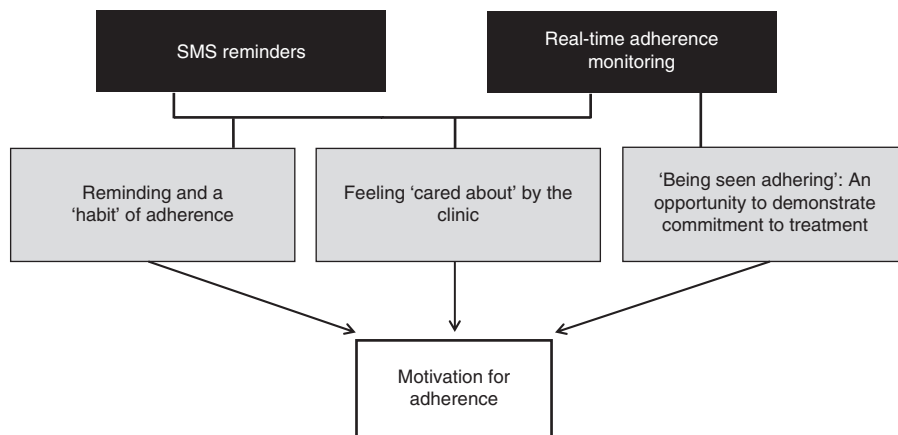 SMS reminders
Real-time adherence
monitoring
Reminding and a
‘habit’ of adherence
Feeling ‘cared about’ by the
clinic
‘Being seen adhering’: An
opportunity to demonstrate
commitment to treatment
Motivation for
adherence